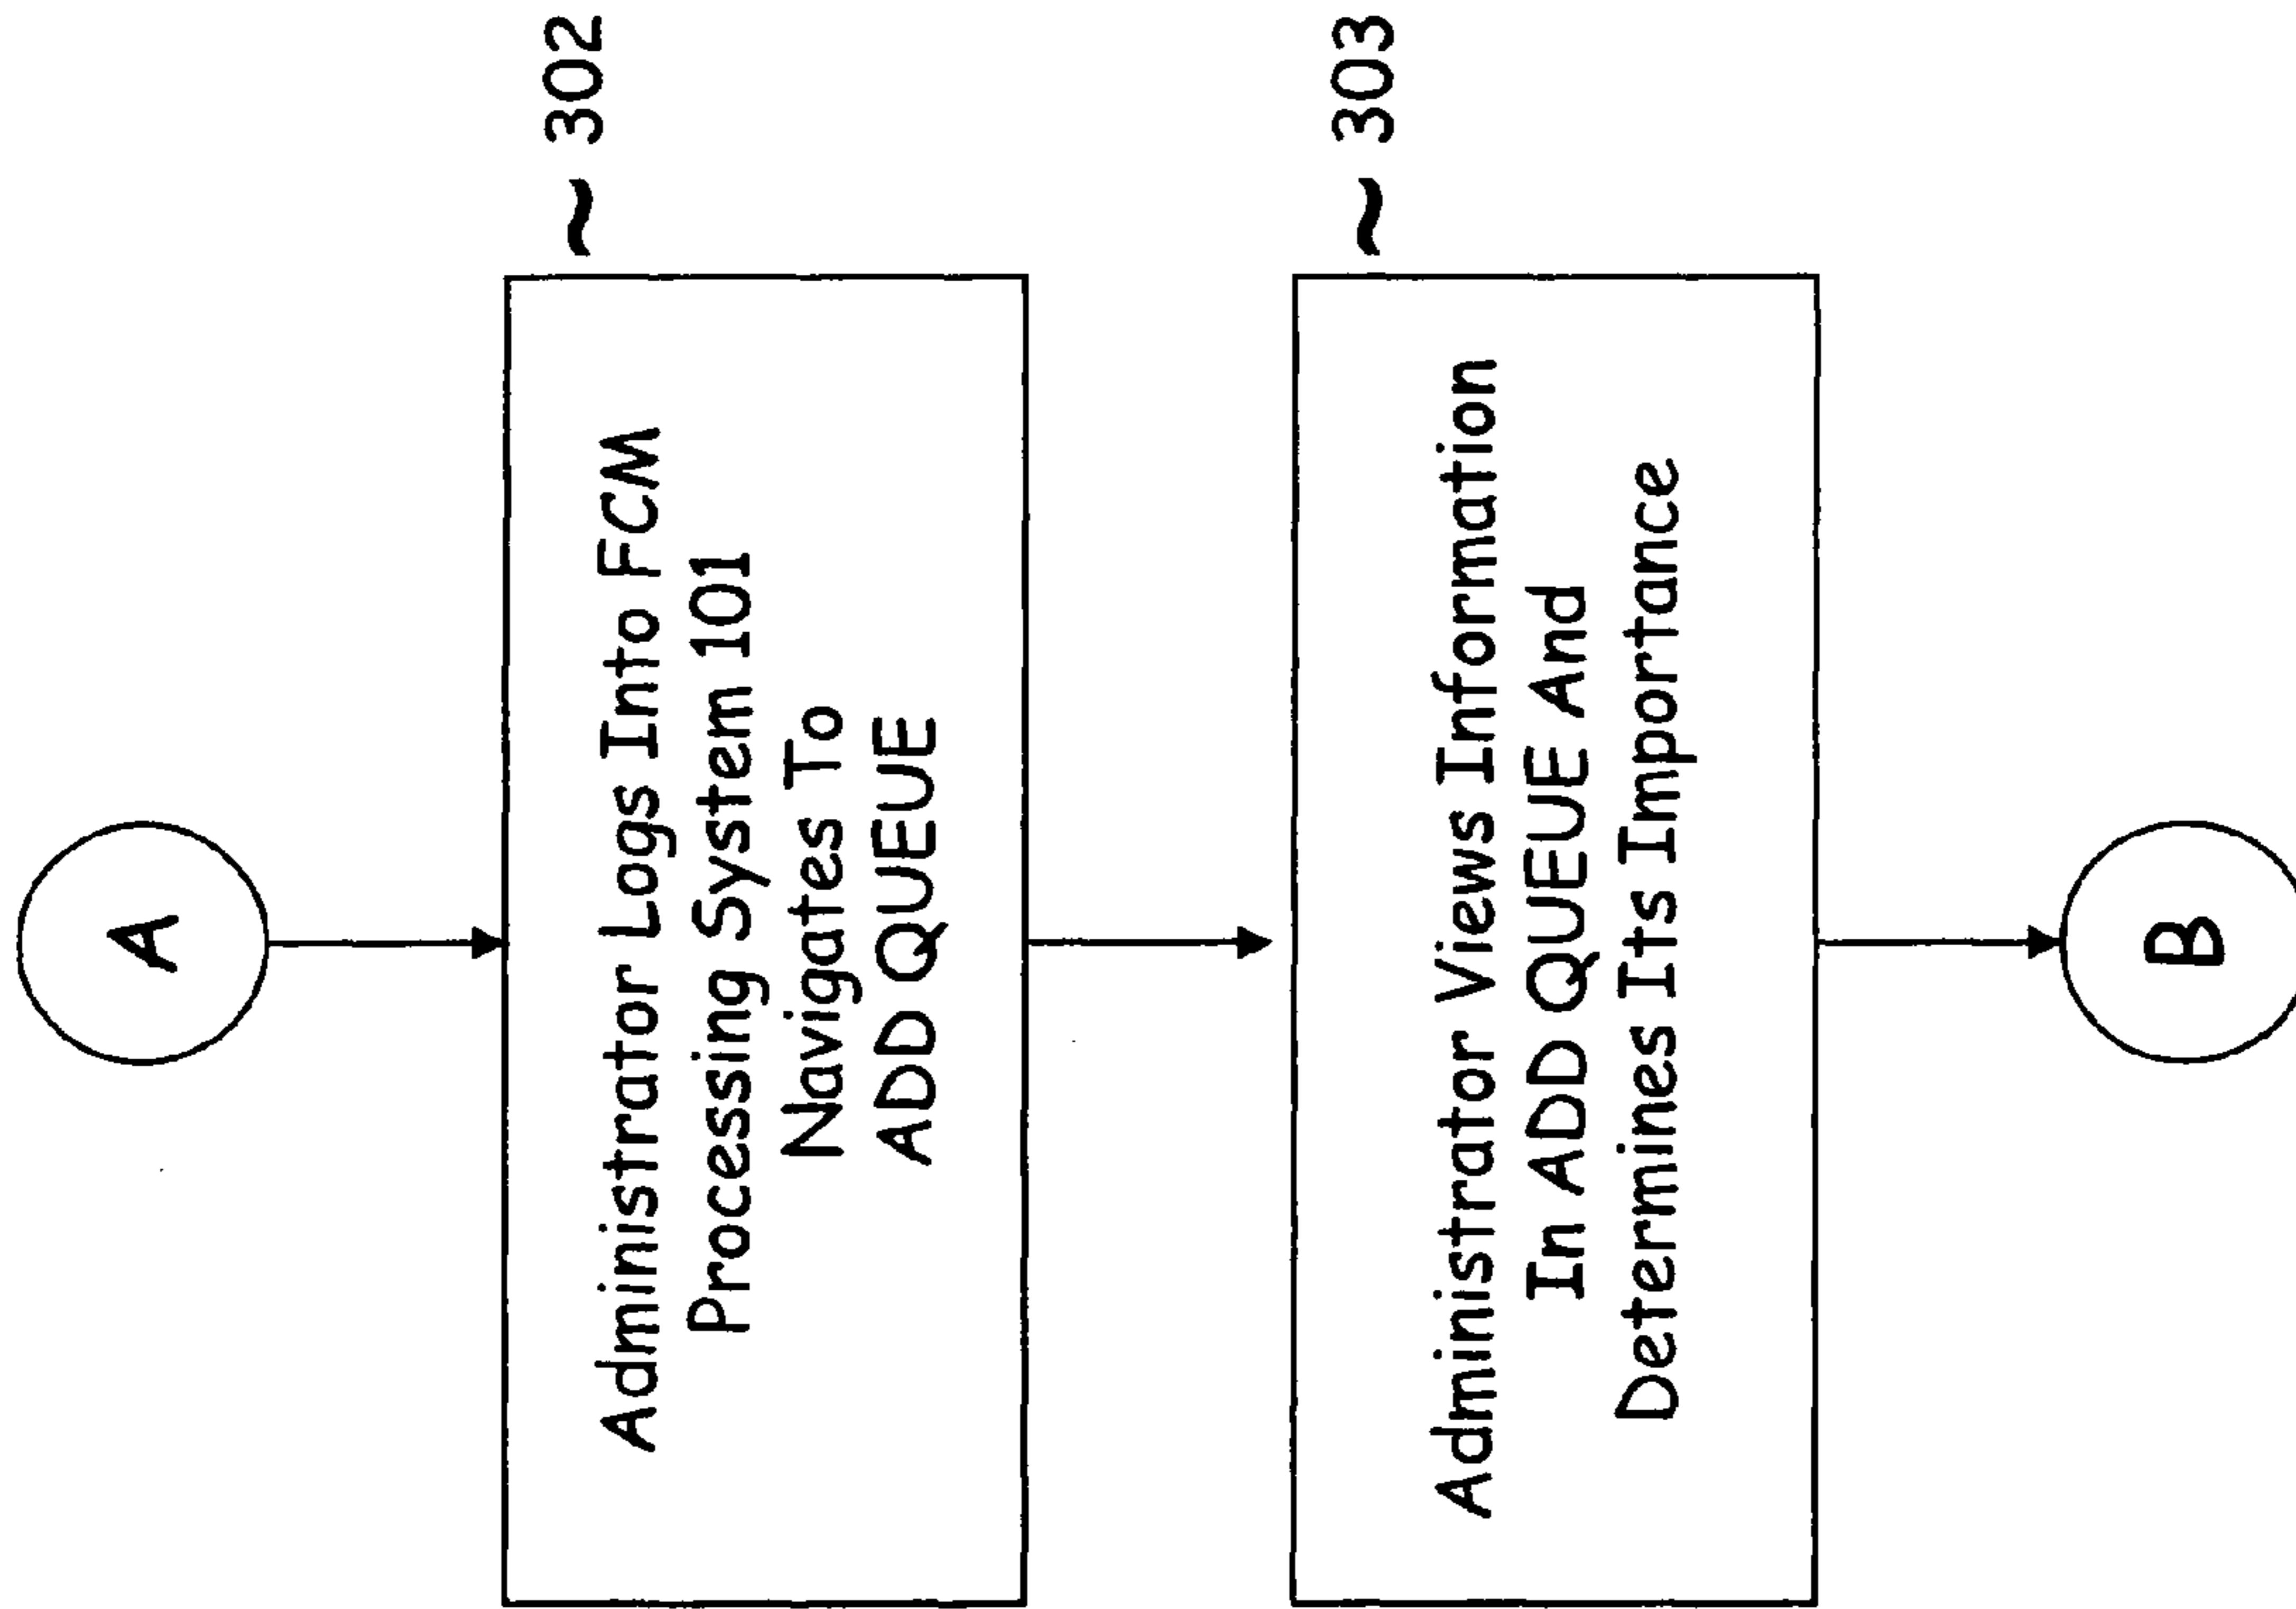 A
~ 302
Administrator Logs Into FCM
Processing System 101
Navigates To
ADD QUEUE
~ 303
Administrator Views Information
In ADD QUEUE And
Determines Its Importance
B